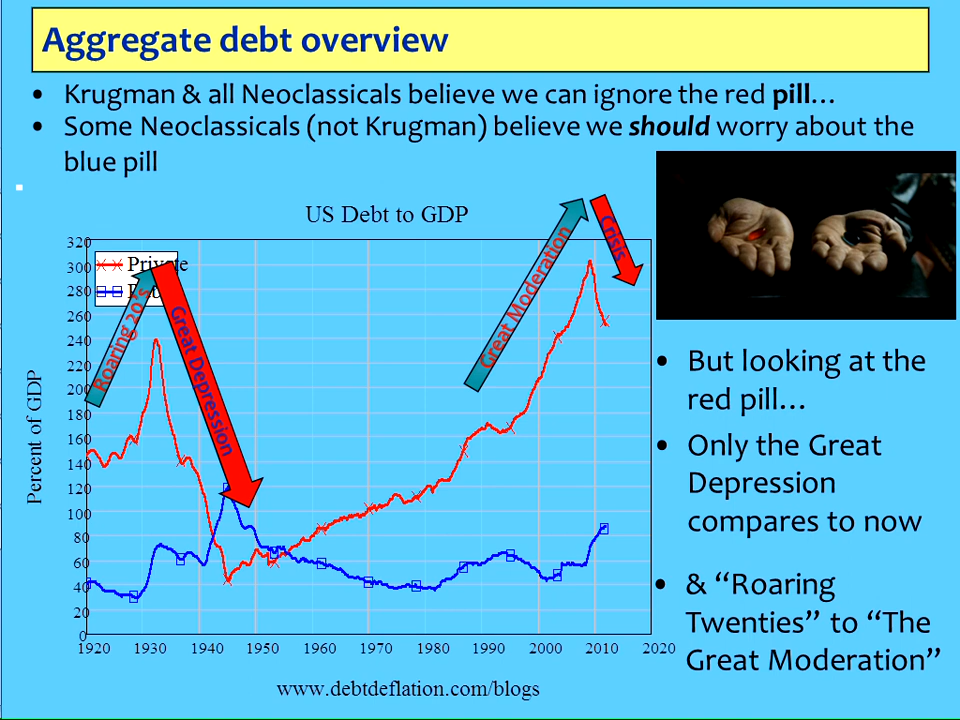 Aggregate debt overview
• Krugman & all Neoclassicals believe we can ignore the red pill…
• Some Neoclassicals (not Krugman) believe we should worry about the
blue pill
US Debt to GDP
320
300
280
260
240
220
200
180
160
140
120
100
80
60
40
20
0
Percent of GDP
Private
Roaring 20's
Great Depression
Great Moderation
Crisis
1920 1930 1940 1950 1960 1970 1980 1990 2000 2010 2020
www.debtdeflation.com/blogs
• But looking at the
red pill…
• Only the Great
Depression
compares to now
• & “Roaring
Twenties” to “The
Great Moderation”